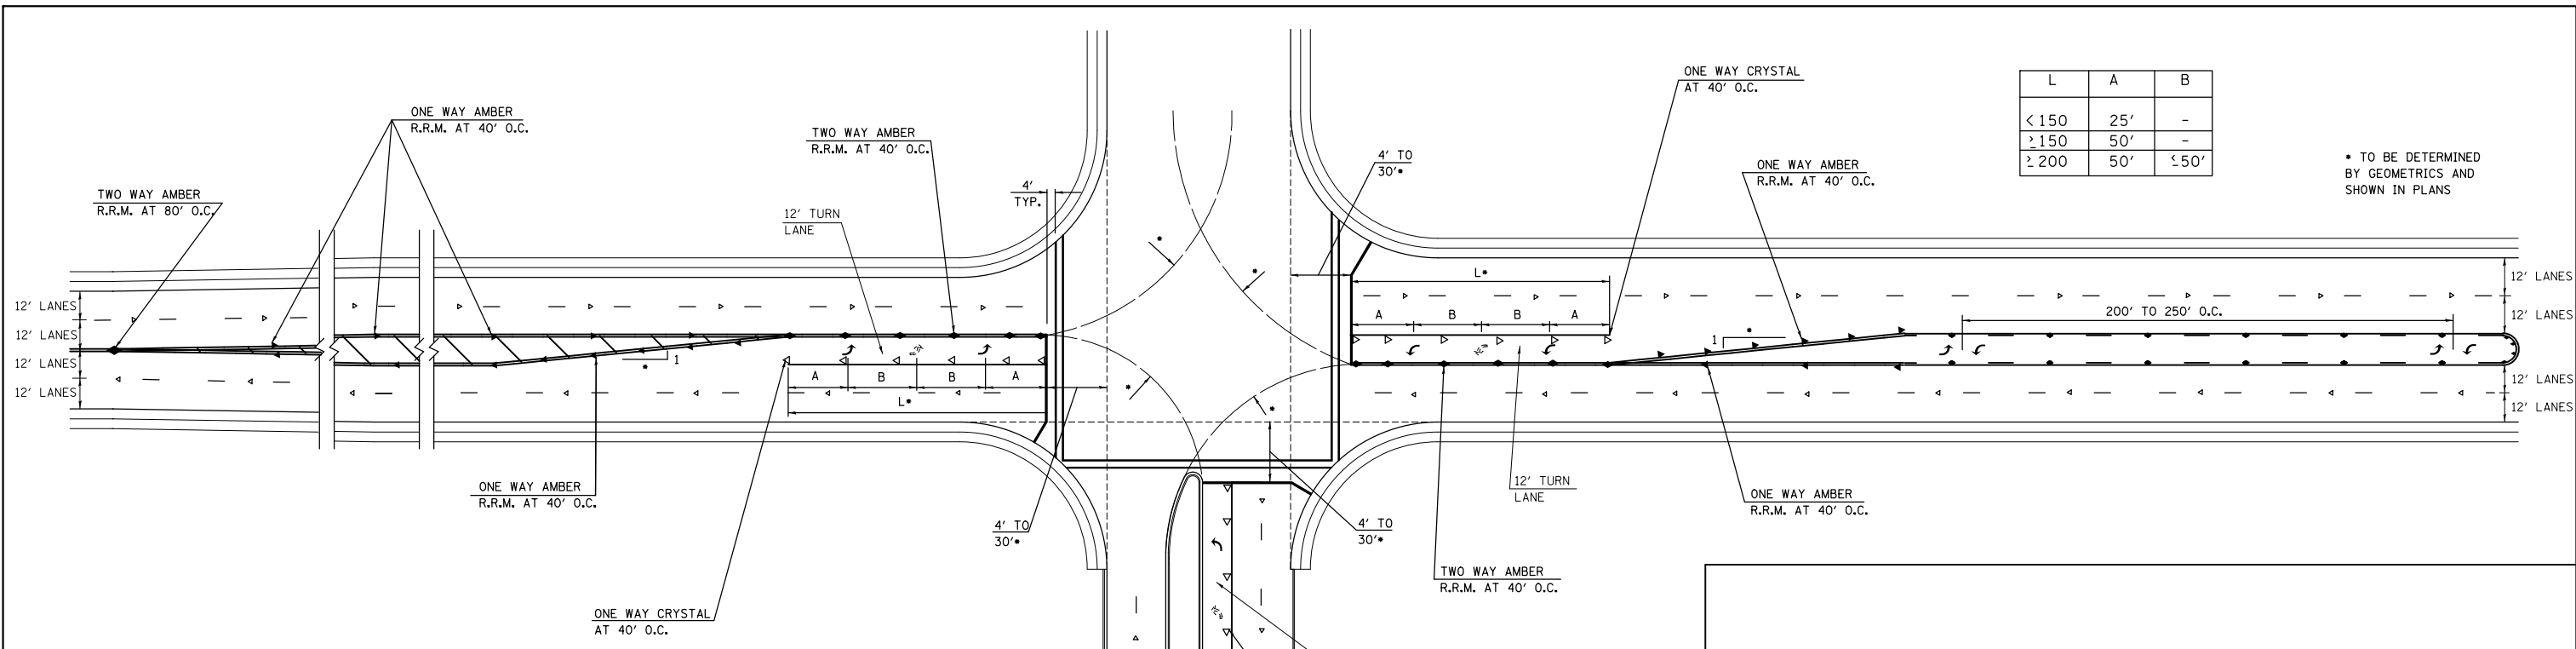 ONE WAY CRYSTAL
AT 40' O.C.
L A B
<150 25' -
≥150 50' -
≥200 50' ≤50'
* TO BE DETERMINED
BY GEOMETRICS AND
SHOWN IN PLANS
ONE WAY AMBER
R.R.M. AT 40' O.C.
TWO WAY AMBER
R.R.M. AT 40' O.C.
4' TO
30'*
ONE WAY AMBER
R.R.M. AT 40' O.C.
TWO WAY AMBER
R.R.M. AT 80' O.C.
4'
TYP.
12' TURN
LANE
*
*
L*
12' LANES
12' LANES
12' LANES
12' LANES
12' LANES
12' LANES
12' LANES
12' LANES
200' TO 250' O.C.
A B B A
1
*
1
*
A B B A
L*
*
*
ONE WAY AMBER
R.R.M. AT 40' O.C.
12' TURN
LANE
ONE WAY AMBER
R.R.M. AT 40' O.C.
4' TO
30'*
4' TO
30'*
TWO WAY AMBER
R.R.M. AT 40' O.C.
ONE WAY CRYSTAL
AT 40' O.C.